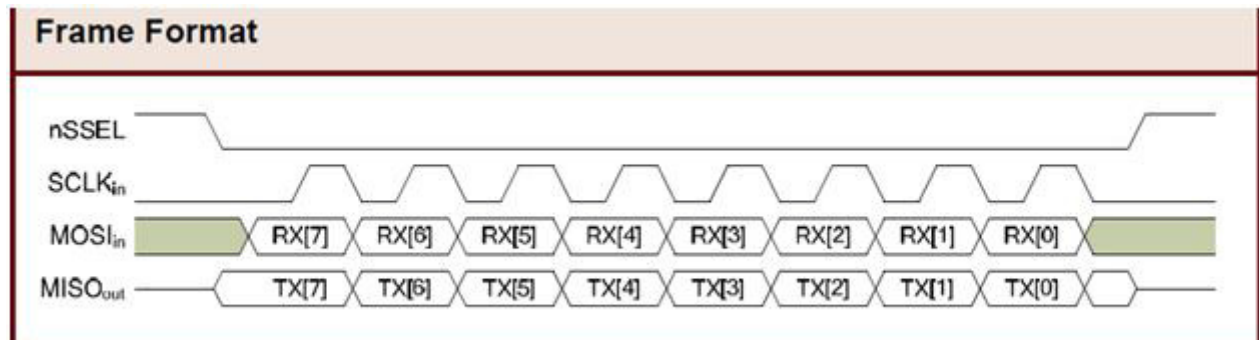 Frame Format
nSSEL
SCLKin
MOSIin RX[7] RX[6] RX[5] RX[4] RX[3] RX[2] RX[1] RX[0]
MISOout TX[7] TX[6] TX[5] TX[4] TX[3] TX[2] TX[1] TX[0]